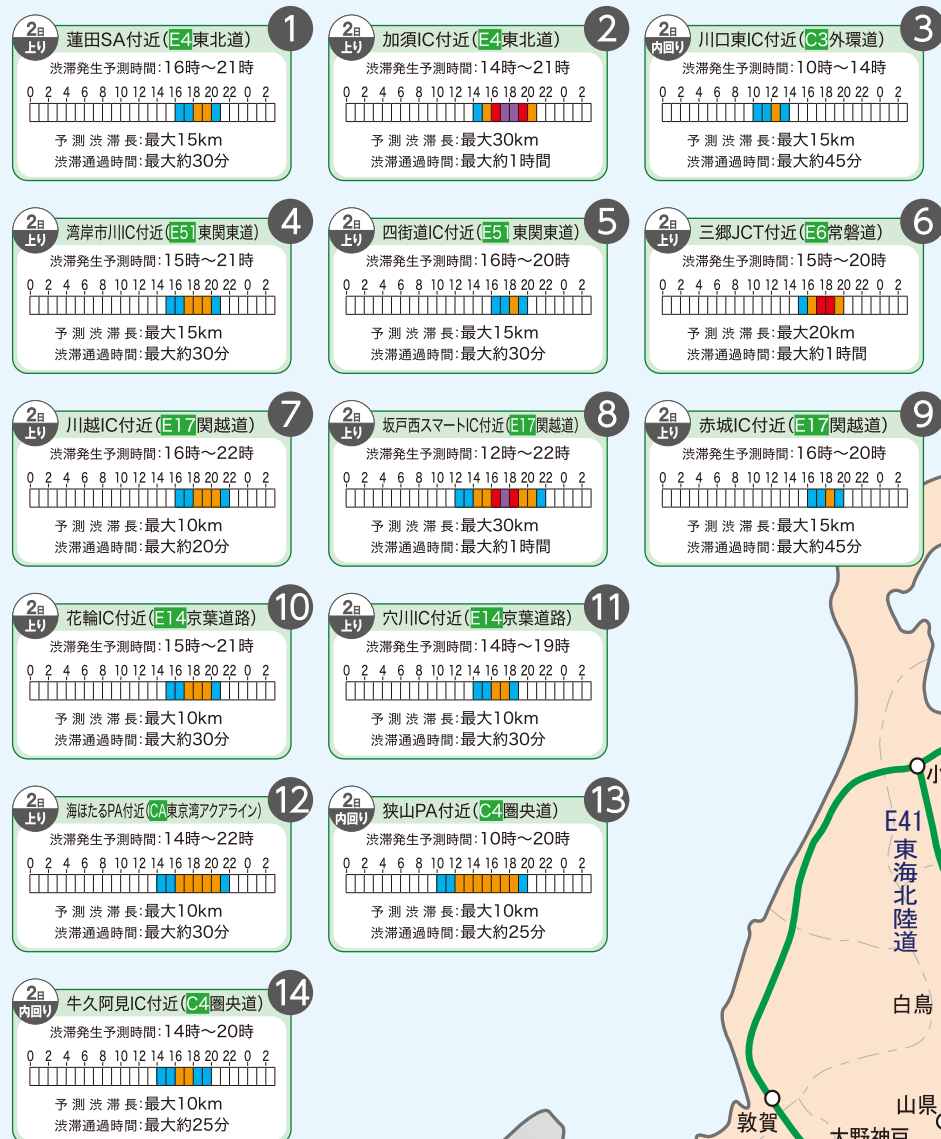 2日
上り
蓮田SA付近(E4東北道)
1
渋滞発生予測時間:16時～21時
0 2 4 6 8 10 12 14 16 18 20 22 0 2
予測渋滞長:最大15km
渋滞通過時間:最大約30分
2日
上り
加須IC付近(E4東北道)
2
渋滞発生予測時間:14時～21時
0 2 4 6 8 10 12 14 16 18 20 22 0 2
予測渋滞長:最大30km
渋滞通過時間:最大約1時間
2日
内回り
川口東IC付近(C3外環道)
3
渋滞発生予測時間:10時～14時
0 2 4 6 8 10 12 14 16 18 20 22 0 2
予測渋滞長:最大15km
渋滞通過時間:最大約45分
2日
上り
湾岸市川IC付近(E51東関東道)
4
渋滞発生予測時間:15時～21時
0 2 4 6 8 10 12 14 16 18 20 22 0 2
予測渋滞長:最大15km
渋滞通過時間:最大約30分
2日
上り
四街道IC付近(E51東関東道)
5
渋滞発生予測時間:16時～20時
0 2 4 6 8 10 12 14 16 18 20 22 0 2
予測渋滞長:最大15km
渋滞通過時間:最大約30分
2日
上り
三郷JCT付近(E6常磐道)
6
渋滞発生予測時間:15時～20時
0 2 4 6 8 10 12 14 16 18 20 22 0 2
予測渋滞長:最大20km
渋滞通過時間:最大約1時間
2日
上り
川越IC付近(E17関越道)
7
渋滞発生予測時間:16時～22時
0 2 4 6 8 10 12 14 16 18 20 22 0 2
予測渋滞長:最大10km
渋滞通過時間:最大約20分
2日
上り
坂戸西スマートIC付近(E17関越道)
8
渋滞発生予測時間:12時～22時
0 2 4 6 8 10 12 14 16 18 20 22 0 2
予測渋滞長:最大30km
渋滞通過時間:最大約1時間
2日
上り
赤城IC付近(E17関越道)
9
渋滞発生予測時間:16時～20時
0 2 4 6 8 10 12 14 16 18 20 22 0 2
予測渋滞長:最大15km
渋滞通過時間:最大約45分
2日
上り
花輪IC付近(E14京葉道路)
10
渋滞発生予測時間:15時～21時
0 2 4 6 8 10 12 14 16 18 20 22 0 2
予測渋滞長:最大10km
渋滞通過時間:最大約30分
2日
上り
穴川IC付近(E14京葉道路)
11
渋滞発生予測時間:14時～19時
0 2 4 6 8 10 12 14 16 18 20 22 0 2
予測渋滞長:最大10km
渋滞通過時間:最大約30分
2日
上り
海ほたるPA付近(CA東京湾アクアライン)
12
渋滞発生予測時間:14時～22時
0 2 4 6 8 10 12 14 16 18 20 22 0 2
予測渋滞長:最大10km
渋滞通過時間:最大約30分
2日
内回り
狭山PA付近(C4圏央道)
13
渋滞発生予測時間:10時～20時
0 2 4 6 8 10 12 14 16 18 20 22 0 2
予測渋滞長:最大10km
渋滞通過時間:最大約25分
2日
内回り
牛久阿見IC付近(C4圏央道)
14
渋滞発生予測時間:14時～20時
0 2 4 6 8 10 12 14 16 18 20 22 0 2
予測渋滞長:最大10km
渋滞通過時間:最大約25分
小
E41
東海北陸道
白鳥
山県
敦賀
大野神戸